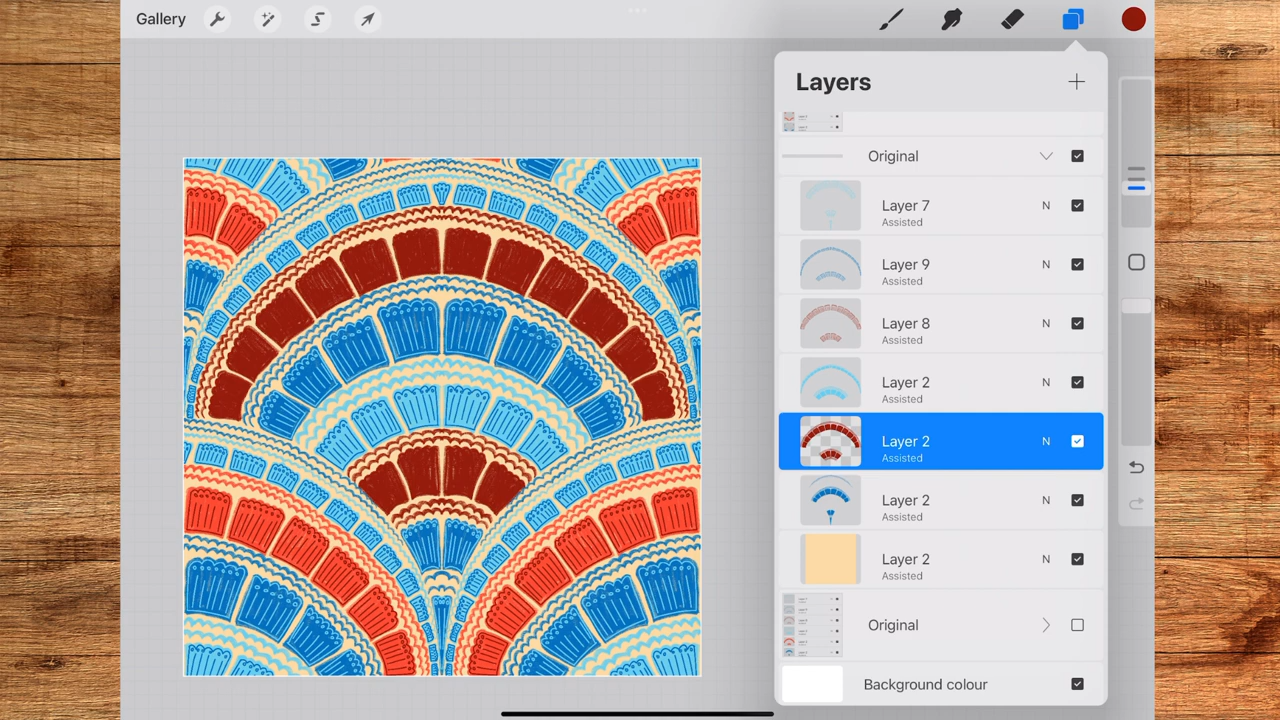 Gallery
Layers
Original
Layer 7
N
Assisted
Layer 9
N
Assisted
Layer 8
N
Assisted
Layer 2
N
Assisted
Layer 2
N
Assisted
Layer 2
N
Assisted
Layer 2
N
Assisted
Original
Background colour